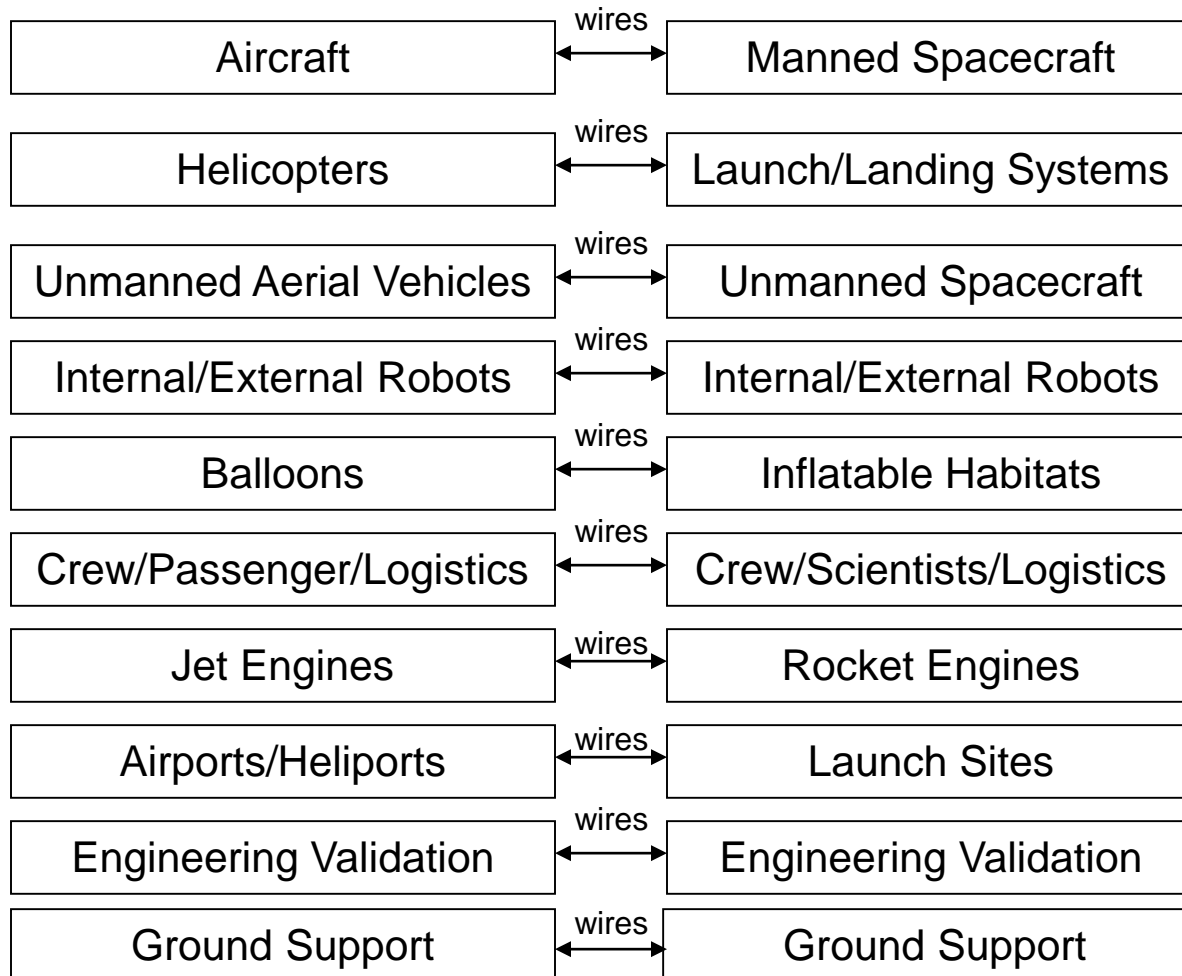 wires
Aircraft
Manned Spacecraft
wires
Helicopters
Launch/Landing Systems
wires
Unmanned Aerial Vehicles
Unmanned Spacecraft
wires
Internal/External Robots
Internal/External Robots
wires
Balloons
Inflatable Habitats
wires
Crew/Passenger/Logistics
Crew/Scientists/Logistics
wires
Jet Engines
Rocket Engines
wires
Airports/Heliports
Launch Sites
wires
Engineering Validation
Engineering Validation
wires
Ground Support
Ground Support